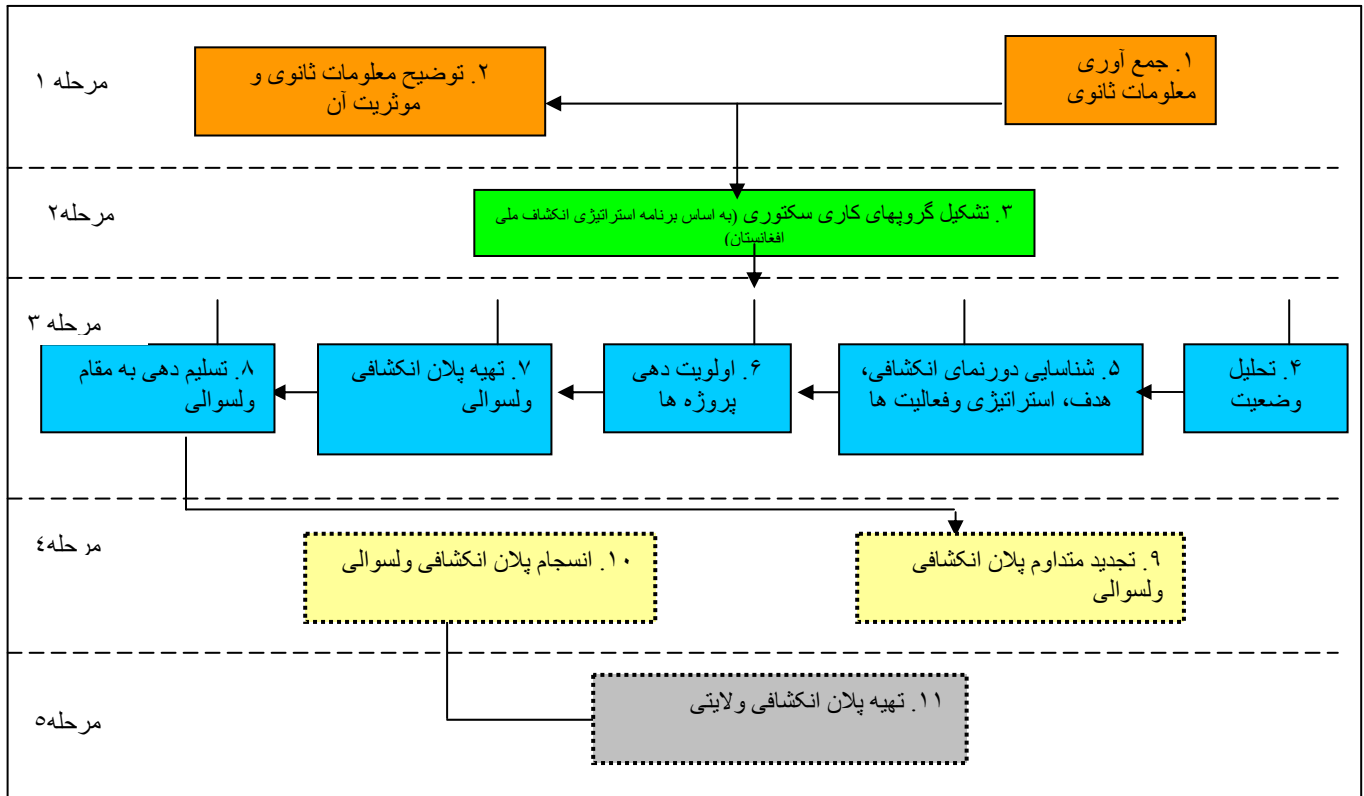 مرحله ۱
۱. جمع آوری
معلومات ثانوی
۲. توضیح معلومات ثانوی و
موثریت آن
مرحله۲
۳. تشکیل گروپهای کاری سکتوری (به اساس برنامه استراتیژی انکشاف ملی
افغانستان)
مرحله ۳
۴. تحلیل
وضعیت
۵. شناسایی دورنمای انکشافی،
هدف، استراتیژی وفعالیت ها
۶. اولویت دهی
پروژه ها
۷. تهیه پلان انکشافی
ولسوالی
۸. تسلیم دهی به مقام
ولسوالی
مرحله٤
۹. تجدید متداوم پلان انکشافی
ولسوالی
۱۰. انسجام پلان انکشافی ولسوالی
مرحله٥
۱۱. تهیه پلان انکشافی ولایتی